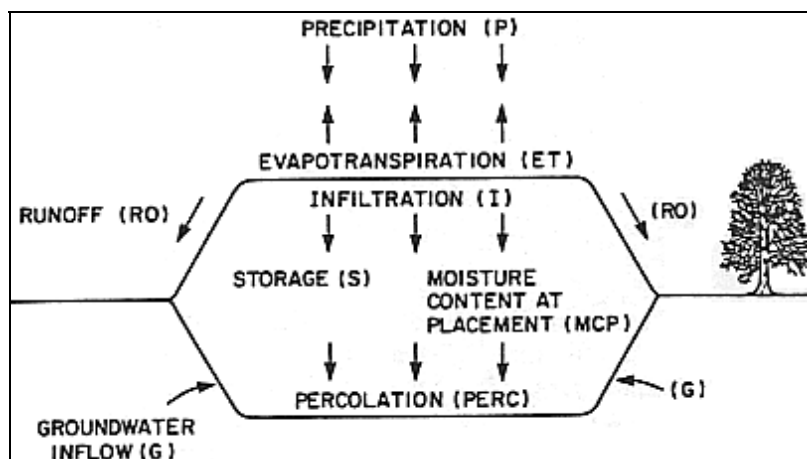 PRECIPITATION (P)
EVAPOTRANSPIRATION (ET)
INFILTRATION (I)
RUNOFF (RO)
(RO)
STORAGE (S)
MOISTURE
CONTENT AT
PLACEMENT (MCP)
PERCOLATION (PERC)
(G)
GROUNDWATER
INFLOW (G)